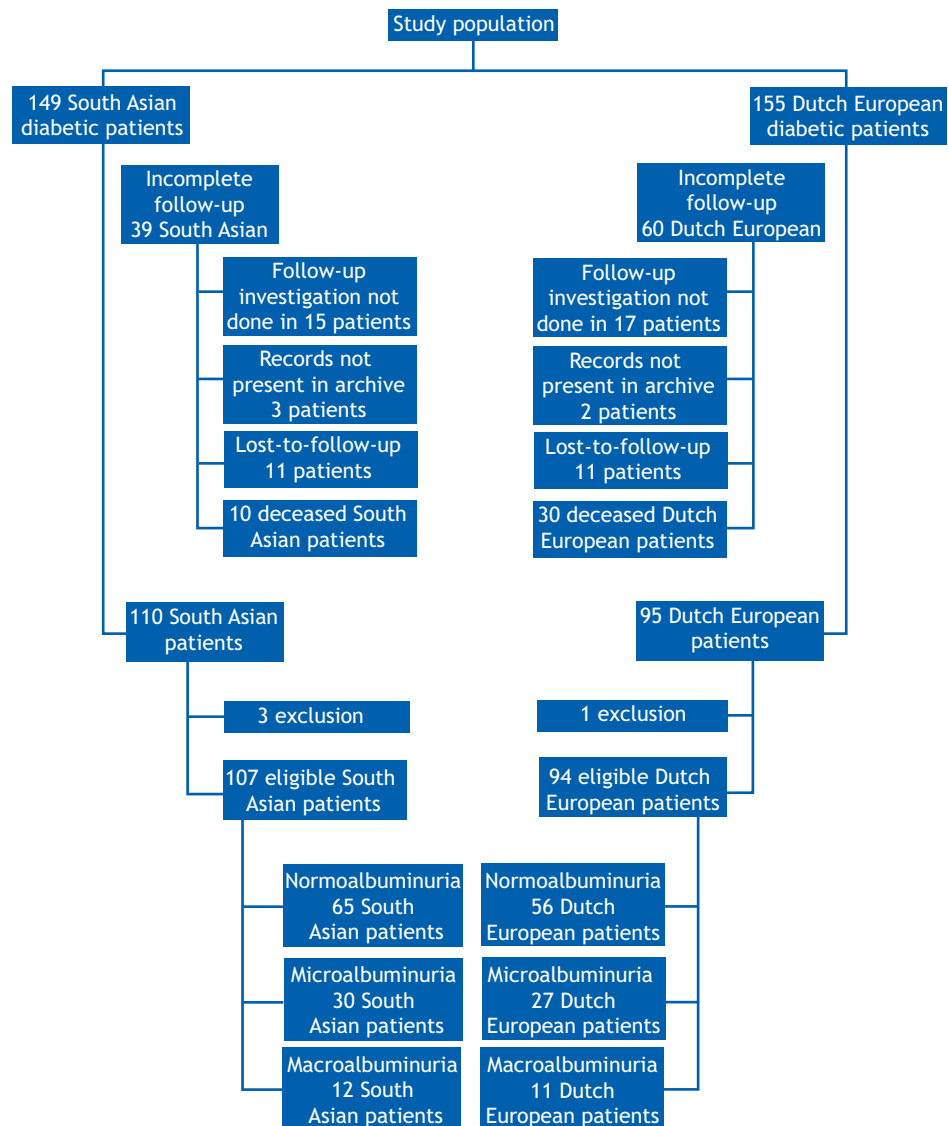 Study population
149 South Asian
diabetic patients
155 Dutch European
diabetic patients
Incomplete
follow-up
39 South Asian
Incomplete
follow-up
60 Dutch European
Follow-up
investigation not
done in 15 patients
Follow-up
investigation not
done in 17 patients
Records not
present in archive
3 patients
Records not
present in archive
2 patients
Lost-to-follow-up
11 patients
Lost-to-follow-up
11 patients
10 deceased South
Asian patients
30 deceased Dutch
European patients
110 South Asian
patients
95 Dutch European
patients
3 exclusion
1 exclusion
107 eligible South
Asian patients
94 eligible Dutch
European patients
Normoalbuminuria
65 South
Asian patients
Normoalbuminuria
56 Dutch
European patients
Microalbuminuria
30 South
Asian patients
Microalbuminuria
27 Dutch
European patients
Macroalbuminuria
12 South
Asian patients
Macroalbuminuria
11 Dutch
European patients